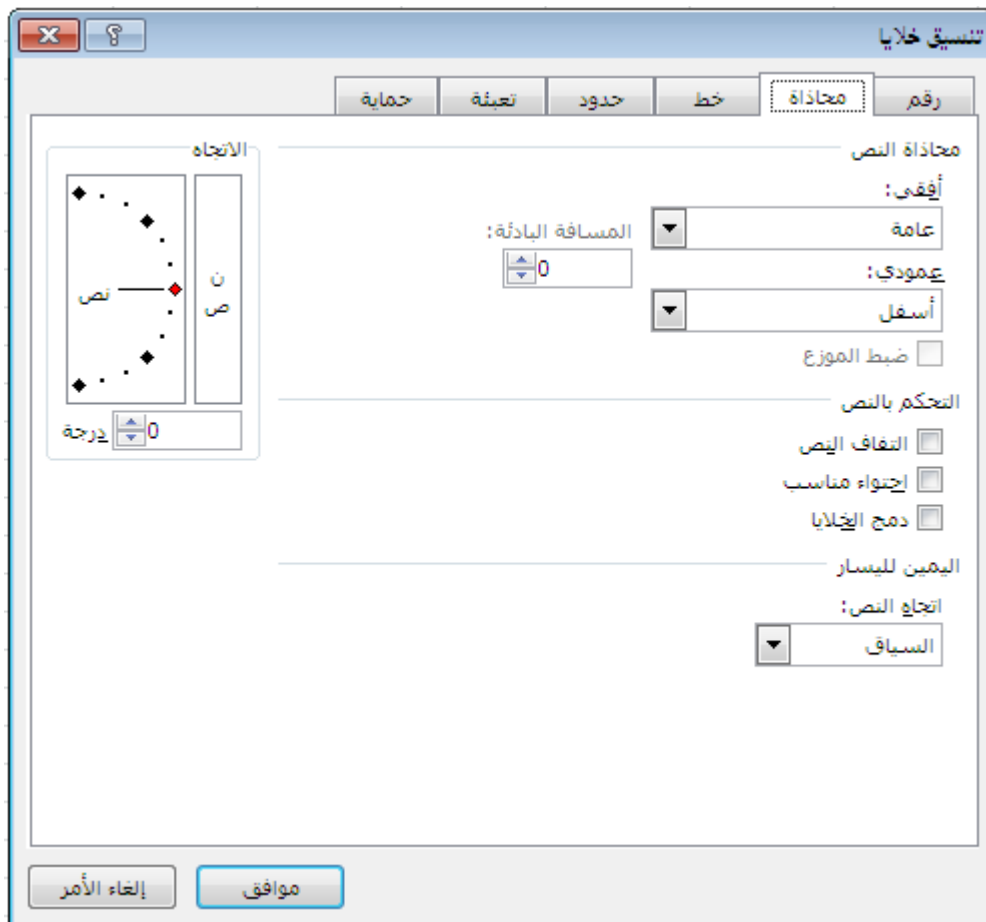 تنسيق خلايا
رقم محاذاة خط حدود تعبئة حماية
محاذاة النص
أفقي:
عامة
المسافة البادئة:
0
عمودي:
أسفل
ضبط الموزع
التحكم بالنص
التفاف النص
احتواء مناسب
دمج الخلايا
اليمين لليسار
اتجاه النص:
السياق
الاتجاه
ن
ص
نص
0 درجة
موافق إلغاء الأمر